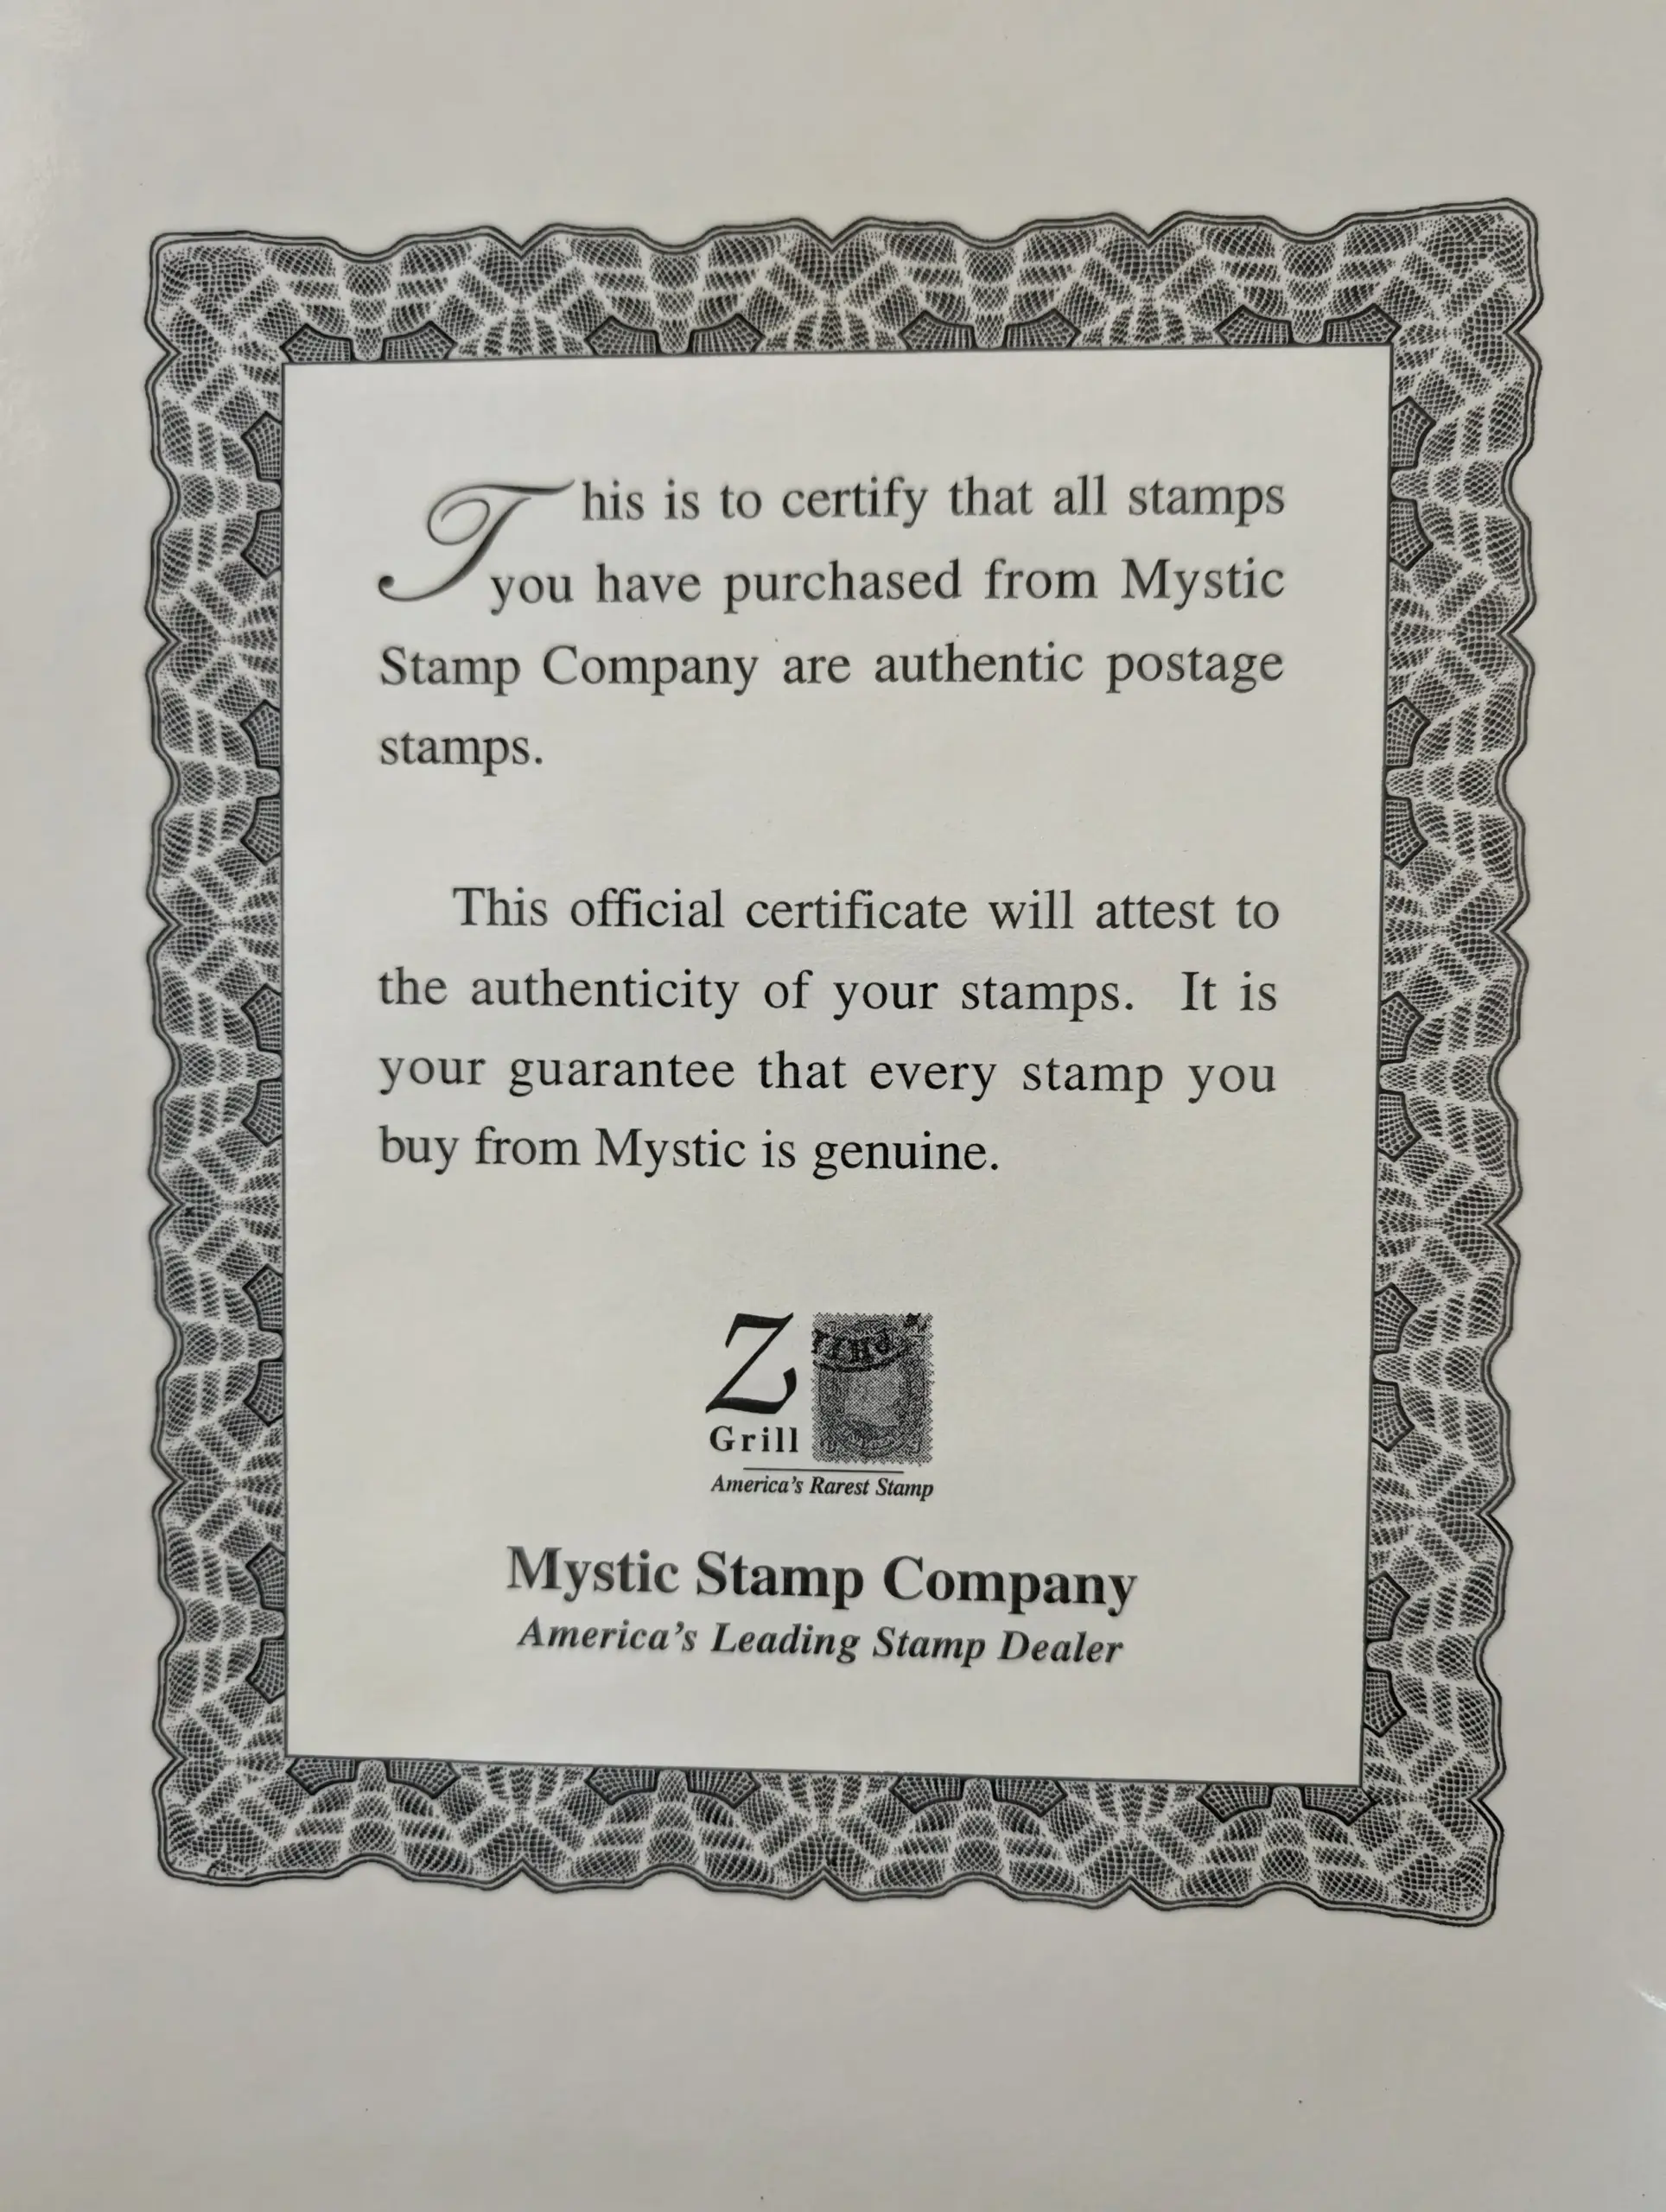 This is to certify that all stamps
you have purchased from Mystic
Stamp Company are authentic postage
stamps.
This official certificate will attest to
the authenticity of your stamps. It is
your guarantee that every stamp you
buy from Mystic is genuine.
Z
Grill
America's Rarest Stamp
Mystic Stamp Company
America's Leading Stamp Dealer